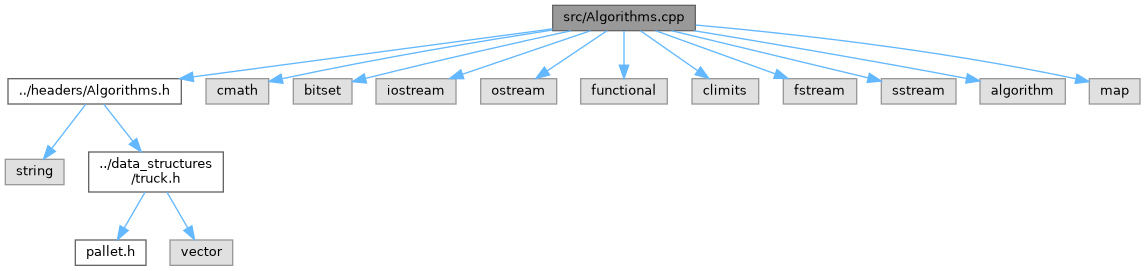 src/Algorithms.cpp
../headers/Algorithms.h
cmath
bitset
iostream
ostream
functional
climits
fstream
sstream
algorithm
map
string
../data_structures
/truck.h
pallet.h
vector